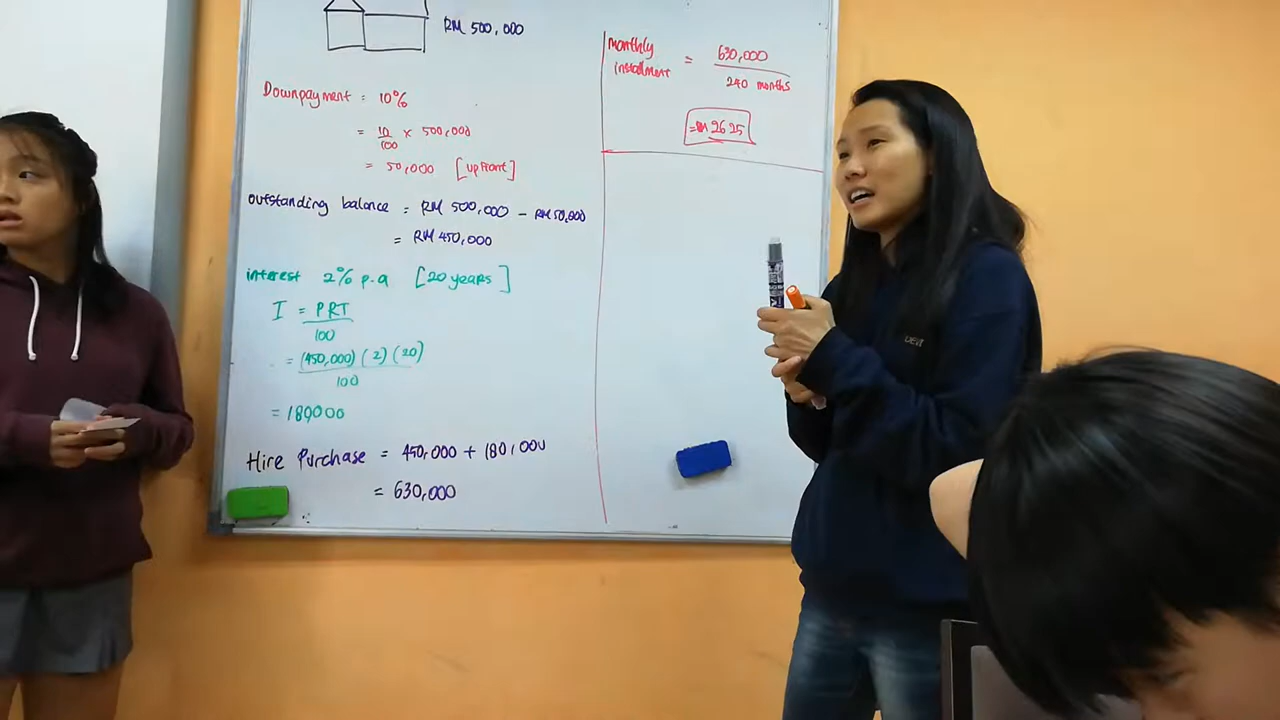 RM 500,000
Downpayment = 10%
= 10/100 x 500,000
= 50,000 [upfront]
outstanding balance = RM 500,000 - RM 50,000
= RM 450,000
interest 2% p.a [20 years]
I = PRT
100
= (450,000)(2)(20)
100
= 180000
Hire Purchase = 450,000 + 180,000
= 630,000
monthly
installment = 630,000
240 months
= RM 2625